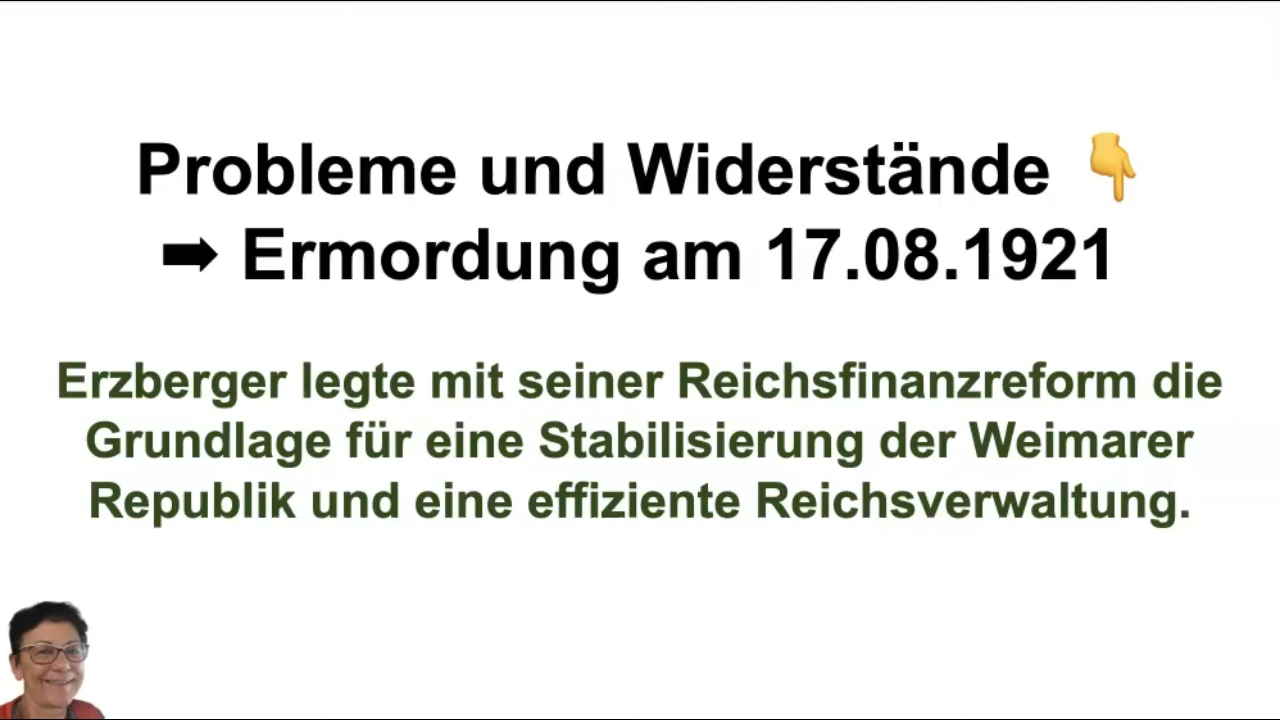 Probleme und Widerstände 👇
➡ Ermordung am 17.08.1921
Erzberger legte mit seiner Reichsfinanzreform die
Grundlage für eine Stabilisierung der Weimarer
Republik und eine effiziente Reichsverwaltung.